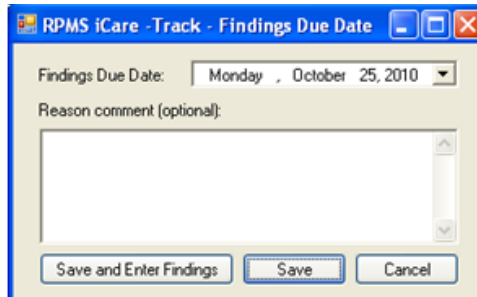 RPMS iCare -Track - Findings Due Date
Findings Due Date: Monday , October 25, 2010
Reason comment (optional):
Save and Enter Findings Save Cancel